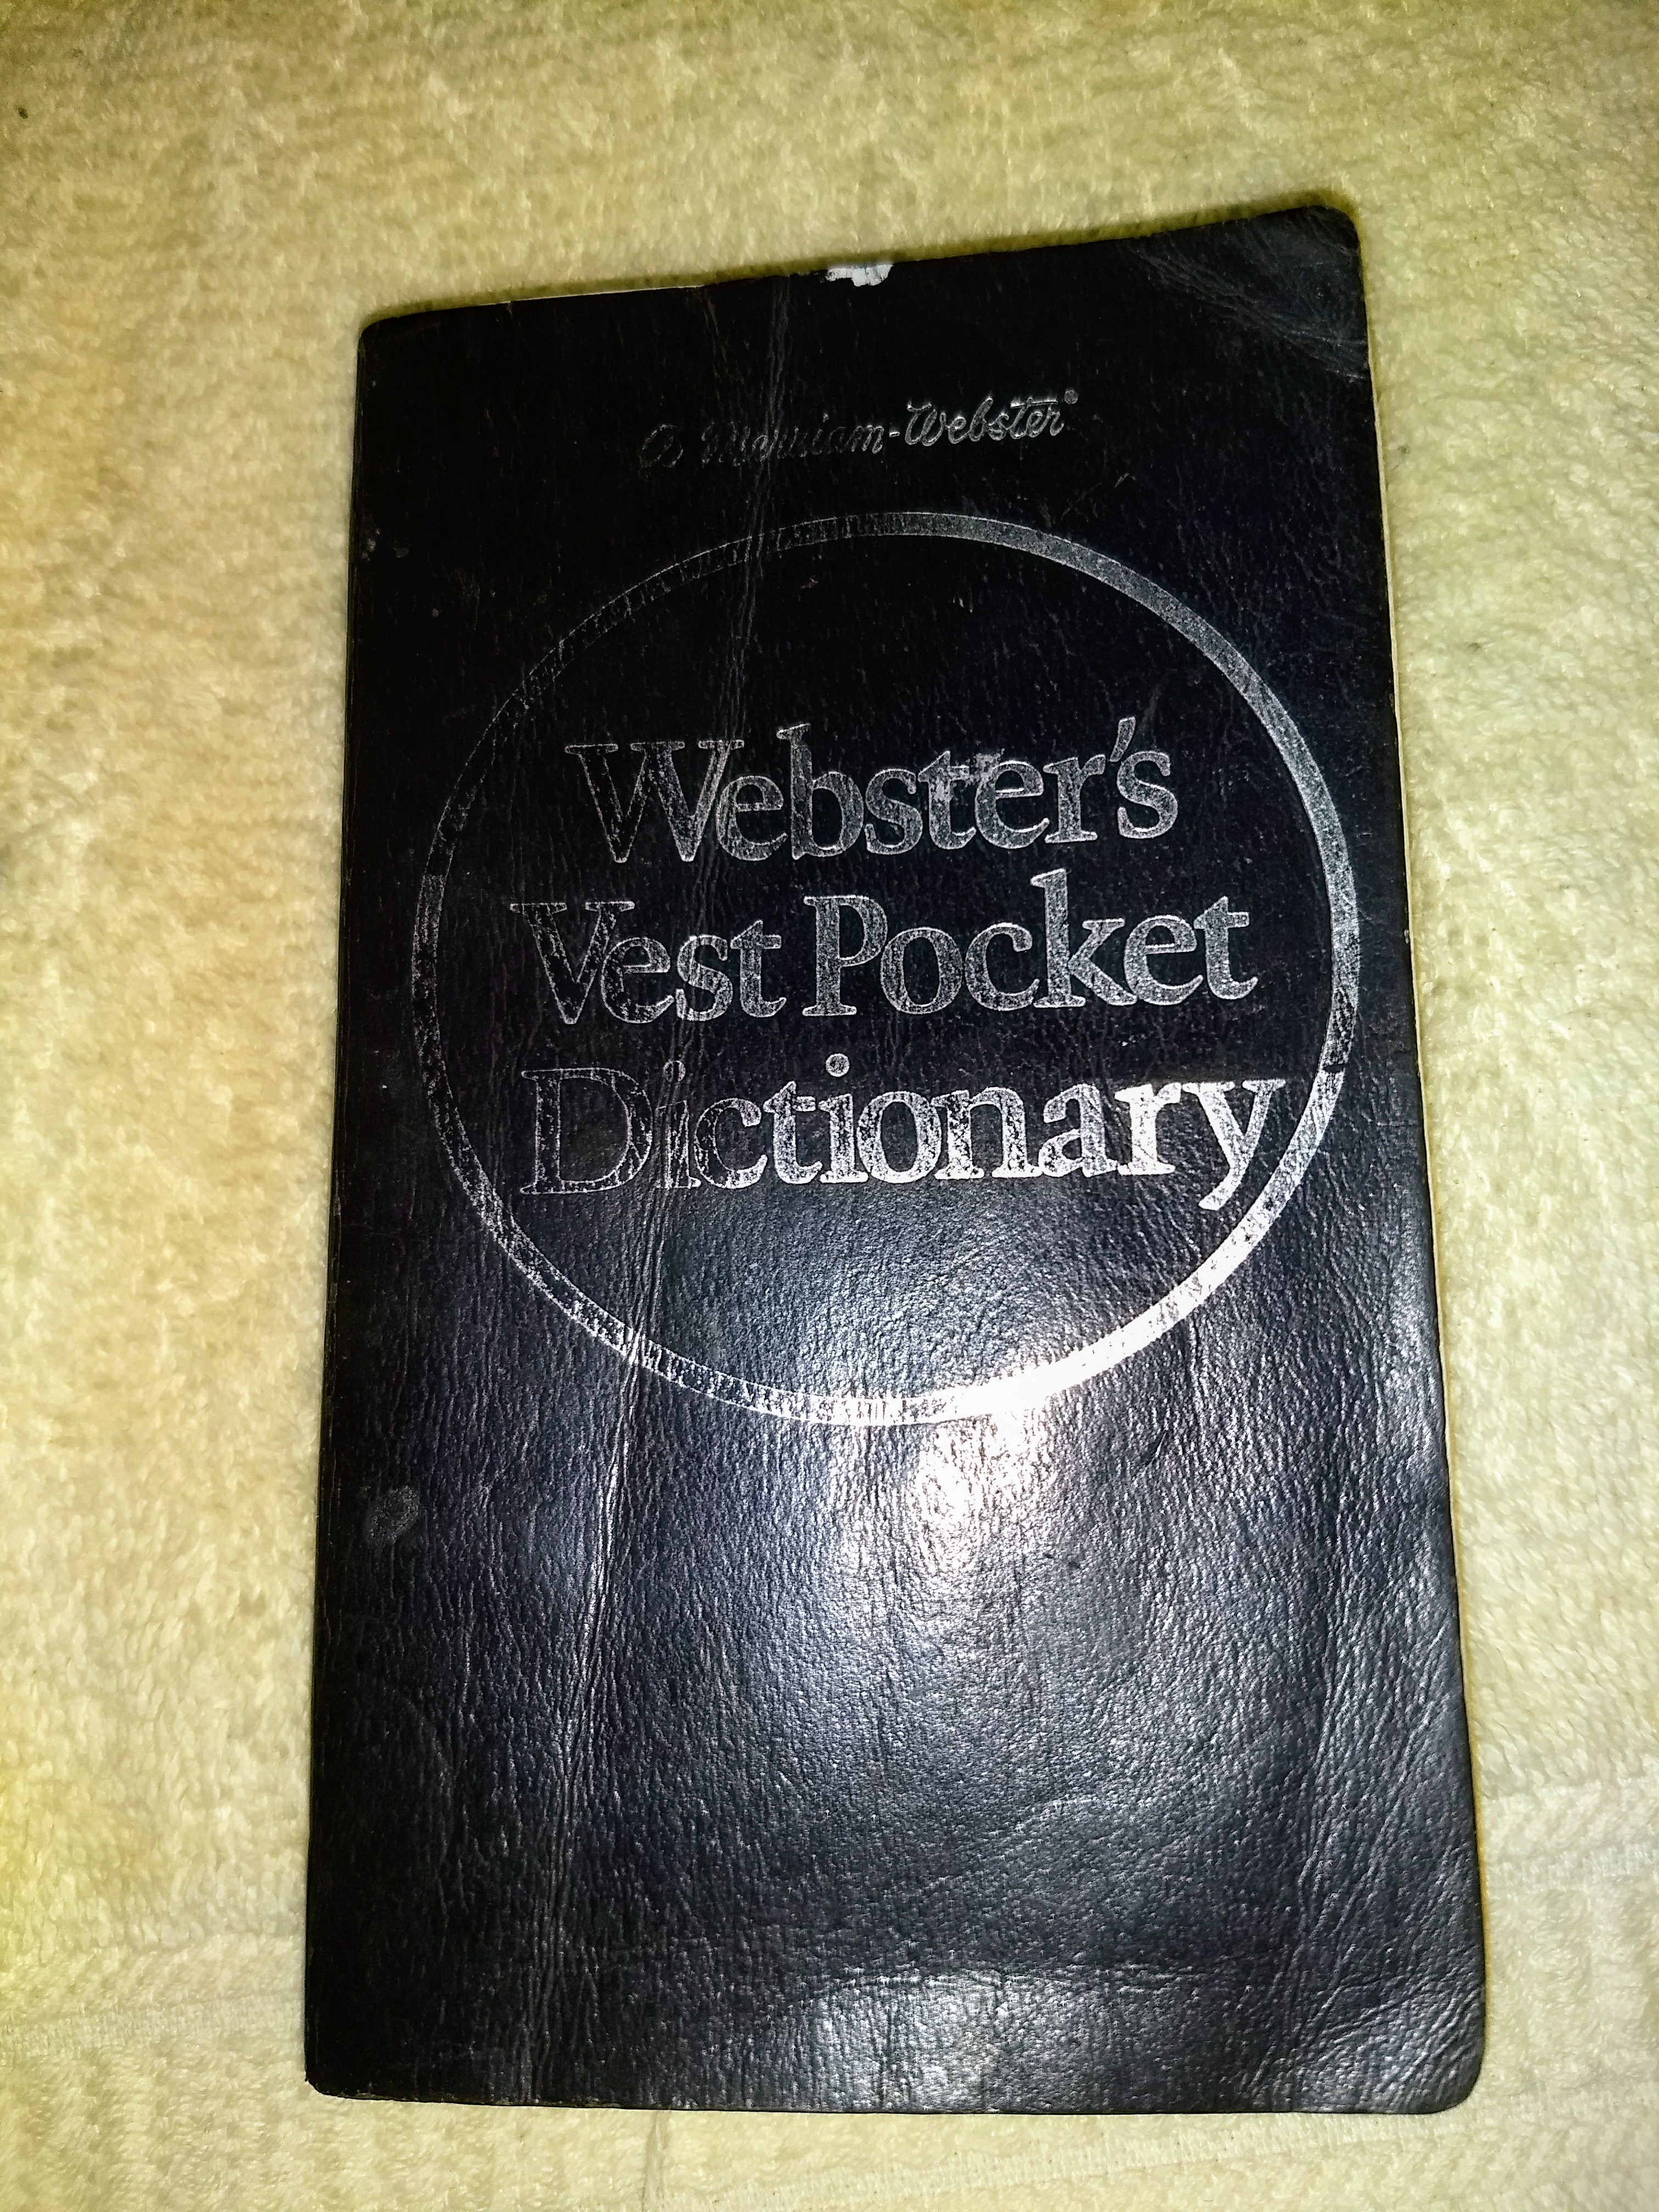 A Merriam-Webster®
Webster's
Vest Pocket
Dictionary